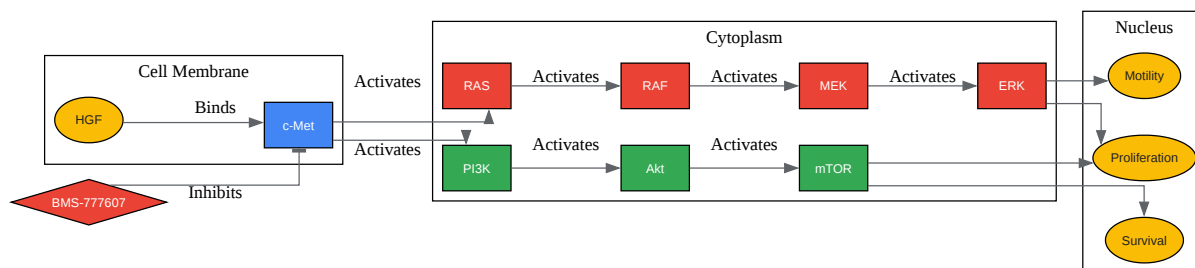 Nucleus
Cytoplasm
Cell Membrane
Activates
RAS
Activates
RAF
Activates
MEK
Activates
ERK
Motility
HGF
Binds
c-Met
Activates
PI3K
Activates
Akt
Activates
mTOR
Proliferation
BMS-777607
Inhibits
Survival